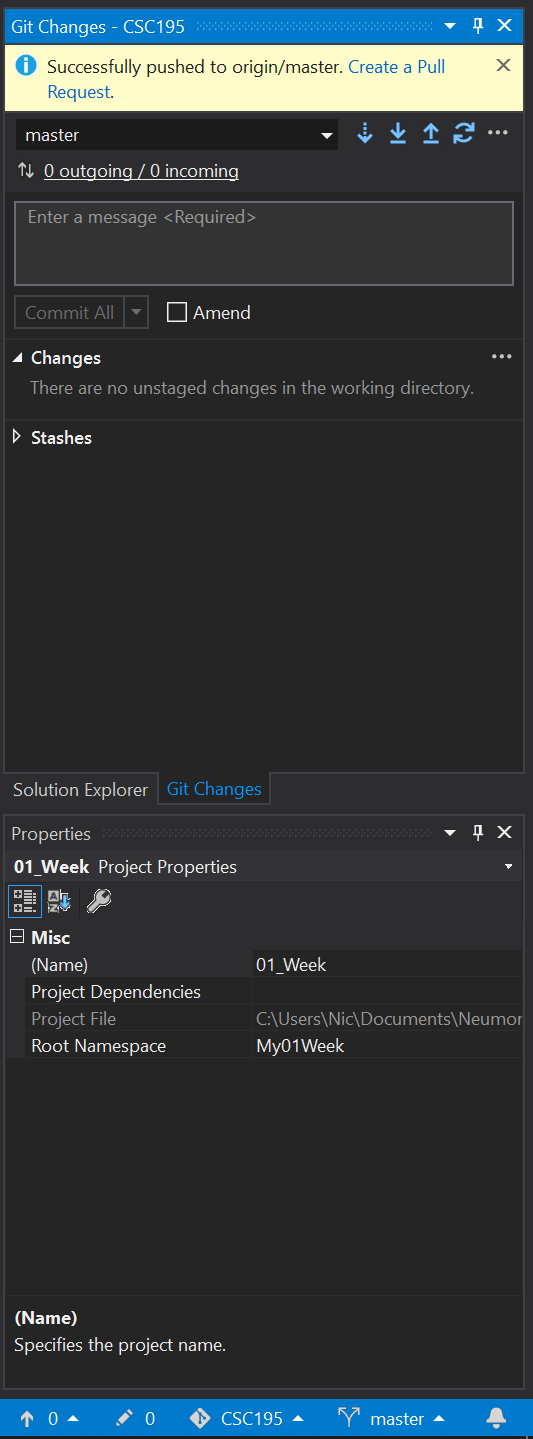 Git Changes - CSC195
Successfully pushed to origin/master. Create a Pull
Request.
master
0 outgoing / 0 incoming
Enter a message <Required>
Commit All
Amend
Changes
There are no unstaged changes in the working directory.
Stashes
Solution Explorer
Git Changes
Properties
01_Week Project Properties
Misc
(Name) 01_Week
Project Dependencies
Project File C:\Users\Nic\Documents\Neumor
Root Namespace My01Week
(Name)
Specifies the project name.
0 0 CSC195 master